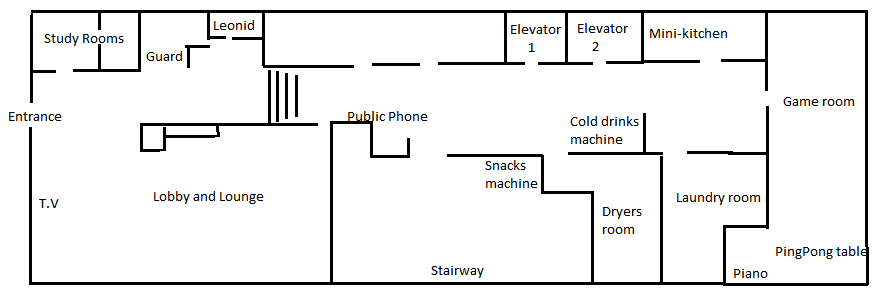 Leonid
Study Rooms
Guard
Elevator
1
Elevator
2
Mini-kitchen
Entrance
Public Phone
Cold drinks
machine
Game room
T.V
Lobby and Lounge
Snacks
machine
Dryers
room
Laundry room
Stairway
PingPong table
Piano